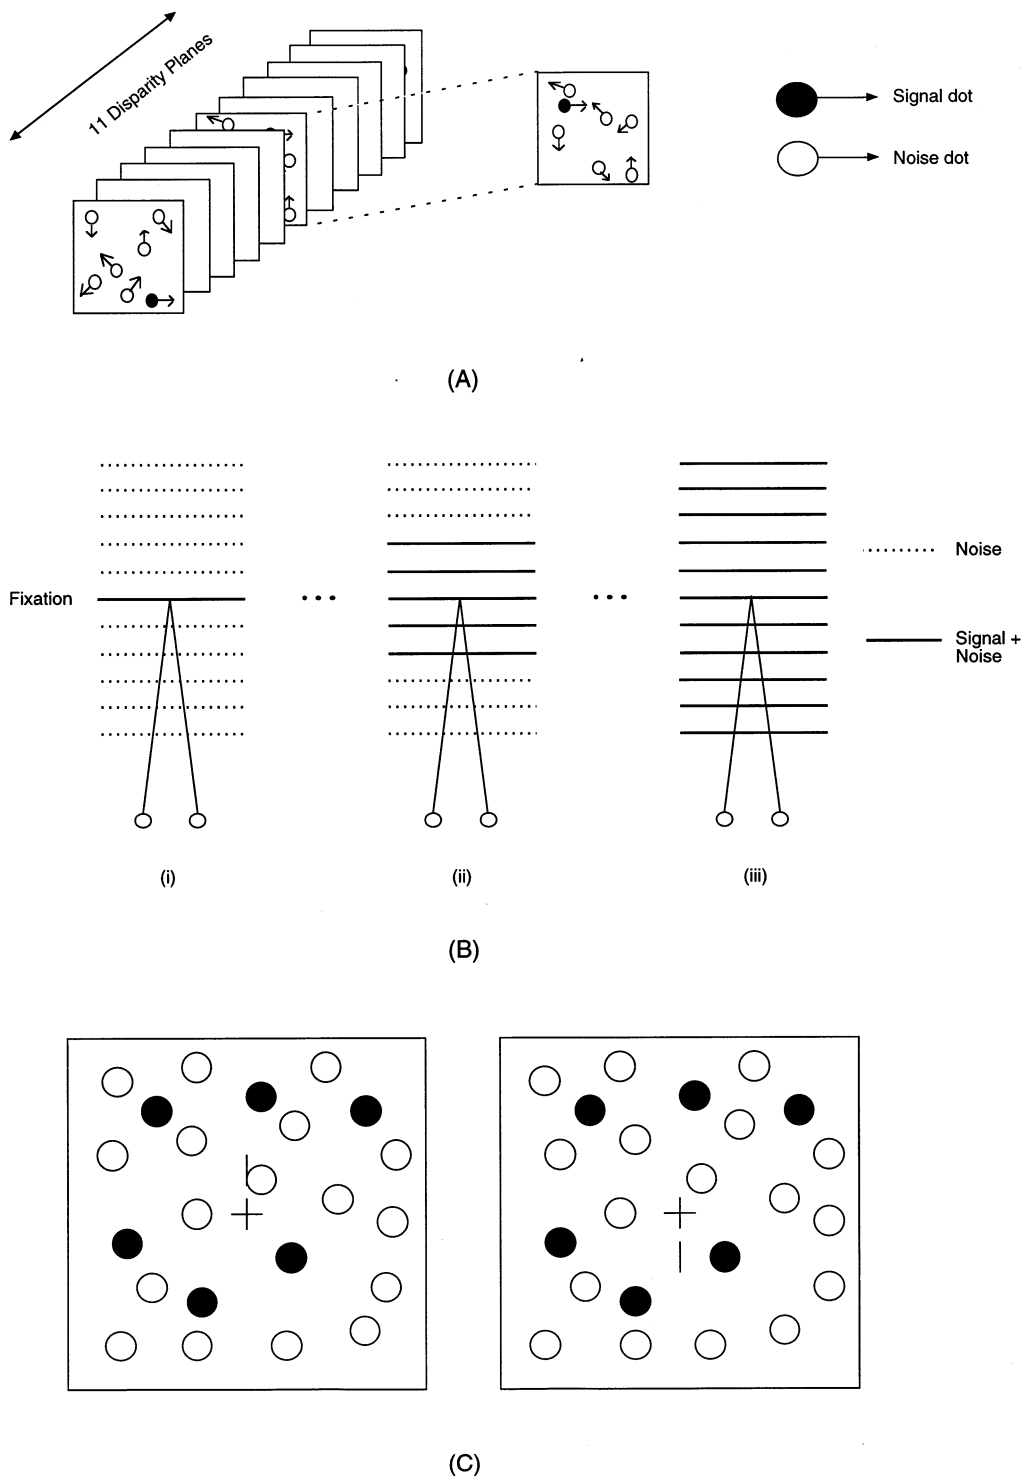 11 Disparity Planes
Signal dot
Noise dot
(A)
Noise
Fixation
Signal +
Noise
(i)
(ii)
(iii)
(B)
(C)